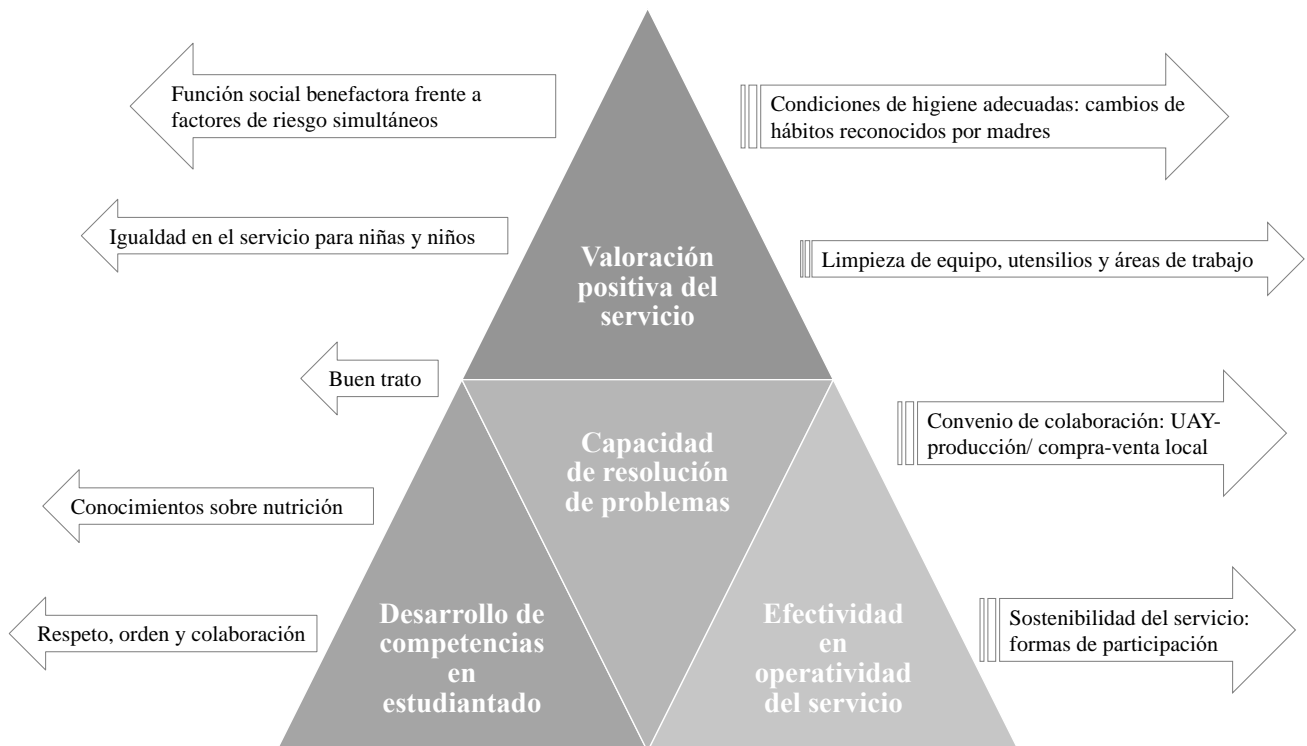 Función social benefactora frente a
factores de riesgo simultáneos
Igualdad en el servicio para niñas y niños
Buen trato
Conocimientos sobre nutrición
Respeto, orden y colaboración
Valoración
positiva del
servicio
Capacidad
de resolución
de problemas
Desarrollo de
competencias
en
estudiantado
Efectividad
en
operatividad
del servicio
Condiciones de higiene adecuadas: cambios de
hábitos reconocidos por madres
Limpieza de equipo, utensilios y áreas de trabajo
Convenio de colaboración: UAY-
producción/ compra-venta local
Sostenibilidad del servicio:
formas de participación